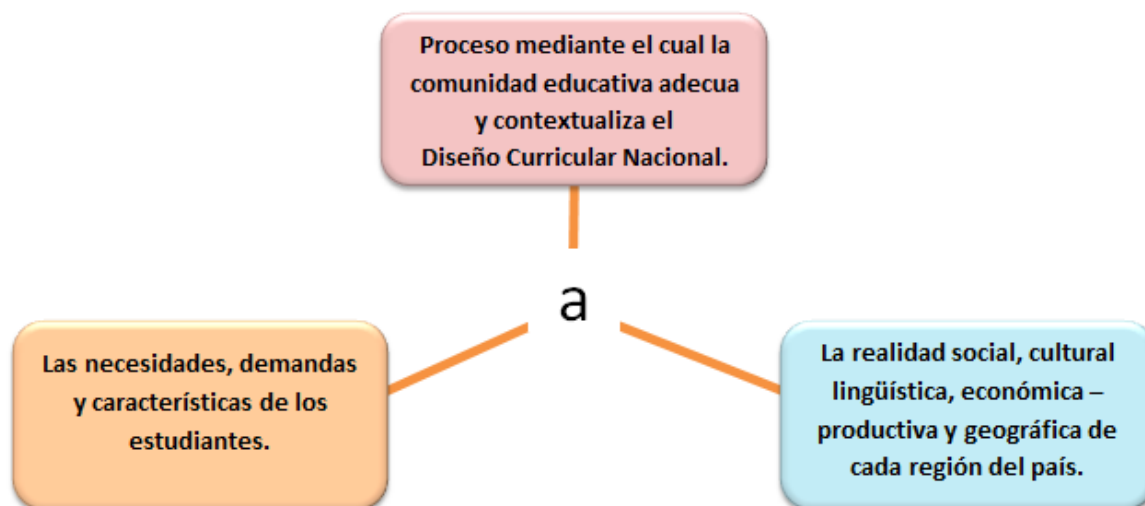 Proceso mediante el cual la
comunidad educativa adecua
y contextualiza el
Diseño Curricular Nacional.
a
Las necesidades, demandas
y características de los
estudiantes.
La realidad social, cultural
lingüística, económica –
productiva y geográfica de
cada región del país.